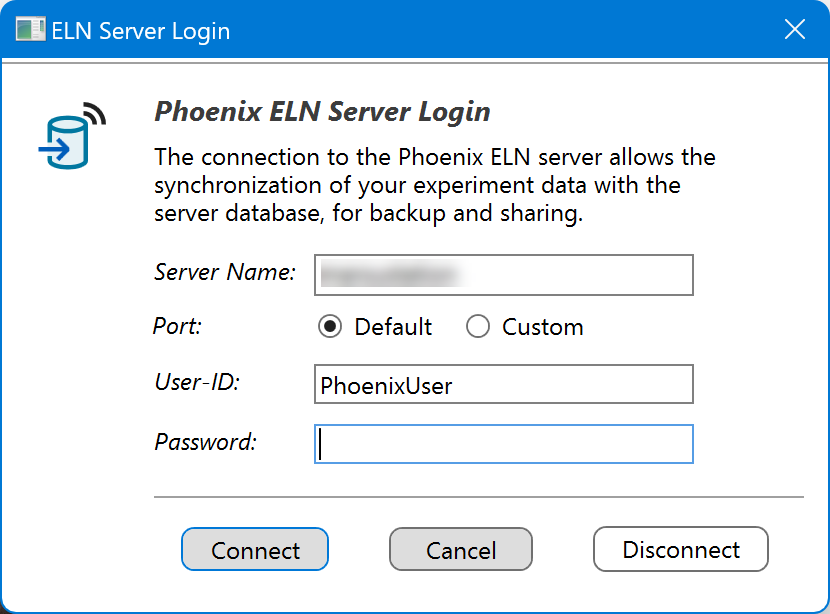 ELN Server Login
Phoenix ELN Server Login
The connection to the Phoenix ELN server allows the
synchronization of your experiment data with the
server database, for backup and sharing.
Server Name:
Port: Default Custom
User-ID: PhoenixUser
Password:
Connect Cancel Disconnect